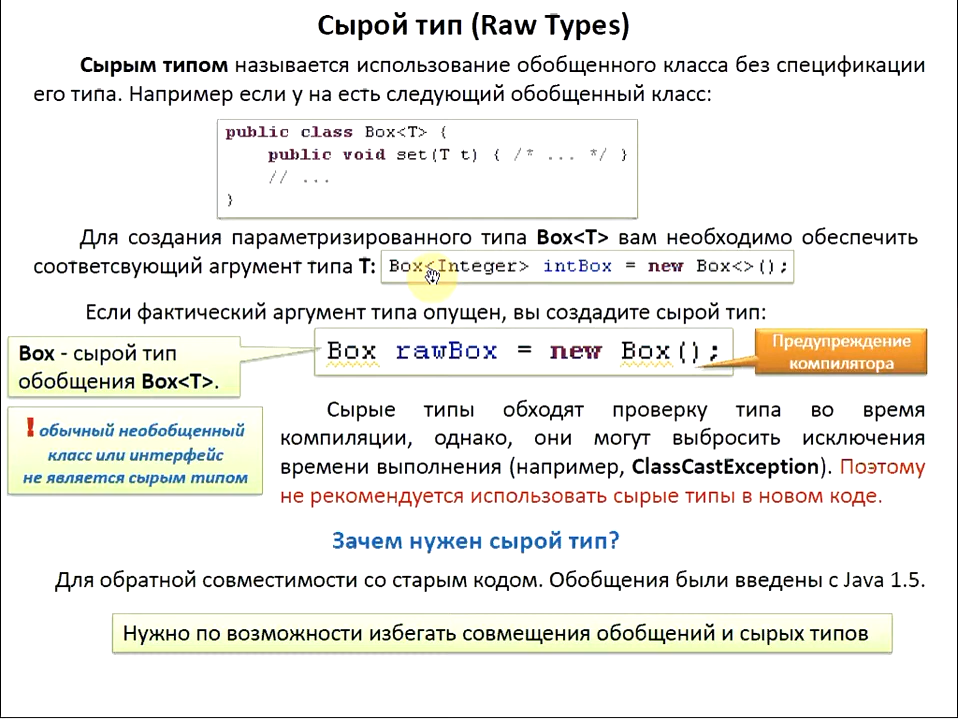 Сырой тип (Raw Types)
Сырым типом называется использование обобщенного класса без спецификации
его типа. Например если у на есть следующий обобщенный класс:
public class Box<T> {
    public void set(T t) { /* ... */ }
    // ...
}
Для создания параметризированного типа Box<T> вам необходимо обеспечить
соответсвующий агрумент типа T: Box<Integer> intBox = new Box<>();
Если фактический аргумент типа опущен, вы создадите сырой тип:
Box - сырой тип
обобщения Box<T>.
Box rawBox = new Box();
Предупреждение
компилятора
! обычный необобщенный
класс или интерфейс
не является сырым типом
Сырые типы обходят проверку типа во время
компиляции, однако, они могут выбросить исключения
времени выполнения (например, ClassCastException). Поэтому
не рекомендуется использовать сырые типы в новом коде.
Зачем нужен сырой тип?
Для обратной совместимости со старым кодом. Обобщения были введены с Java 1.5.
Нужно по возможности избегать совмещения обобщений и сырых типов